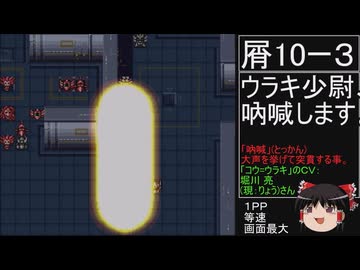 屑10ー3
ウラキ少尉、
吶喊します!
「吶喊」(とっかん)
大声を挙げて突貫する事。
「コウ=ウラキ」のCV:
堀川 亮
(現:りょう)さん
1PP
等速
画面最大